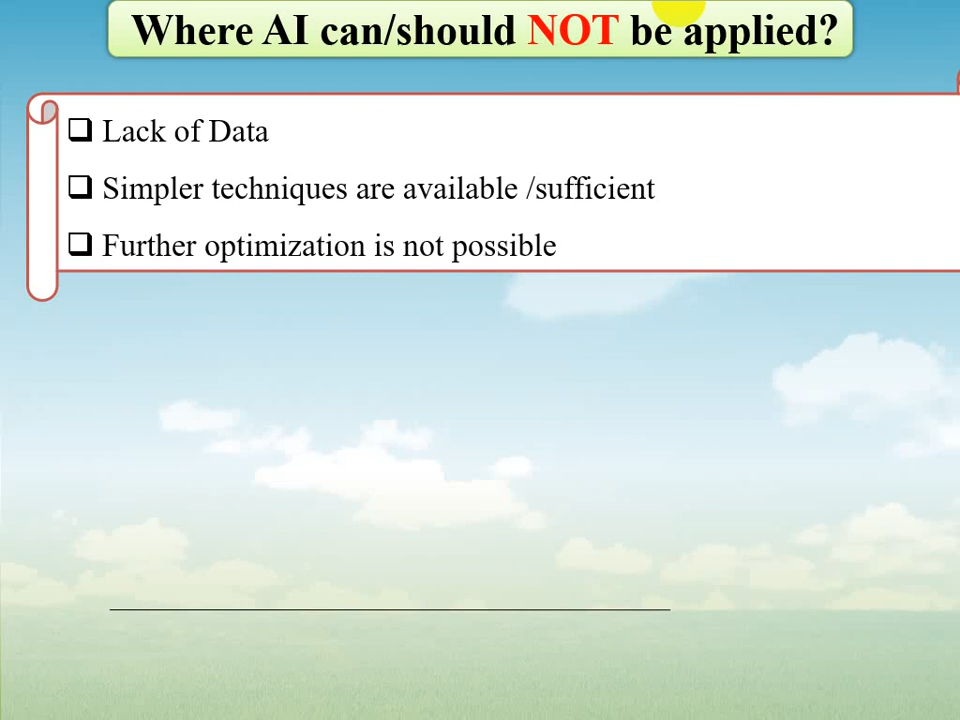 Where AI can/should NOT be applied?
❑ Lack of Data
❑ Simpler techniques are available /sufficient
❑ Further optimization is not possible